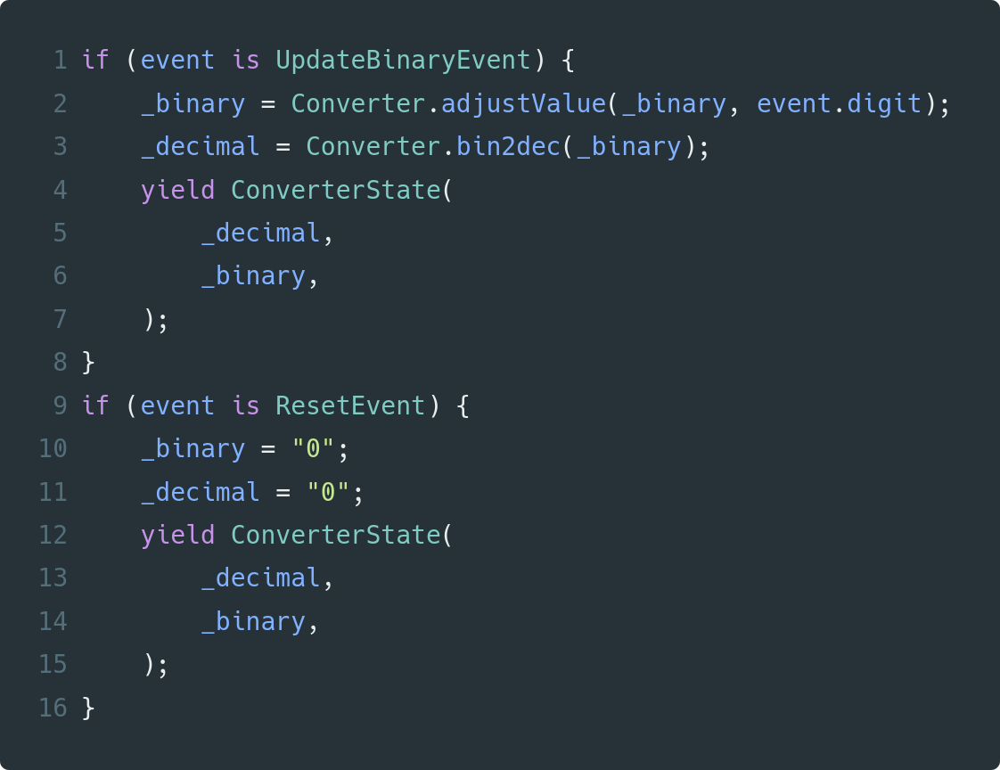 1 if (event is UpdateBinaryEvent) {
2     _binary = Converter.adjustValue(_binary, event.digit);
3     _decimal = Converter.bin2dec(_binary);
4     yield ConverterState(
5         _decimal,
6         _binary,
7     );
8 }
9 if (event is ResetEvent) {
10     _binary = "0";
11     _decimal = "0";
12     yield ConverterState(
13         _decimal,
14         _binary,
15     );
16 }